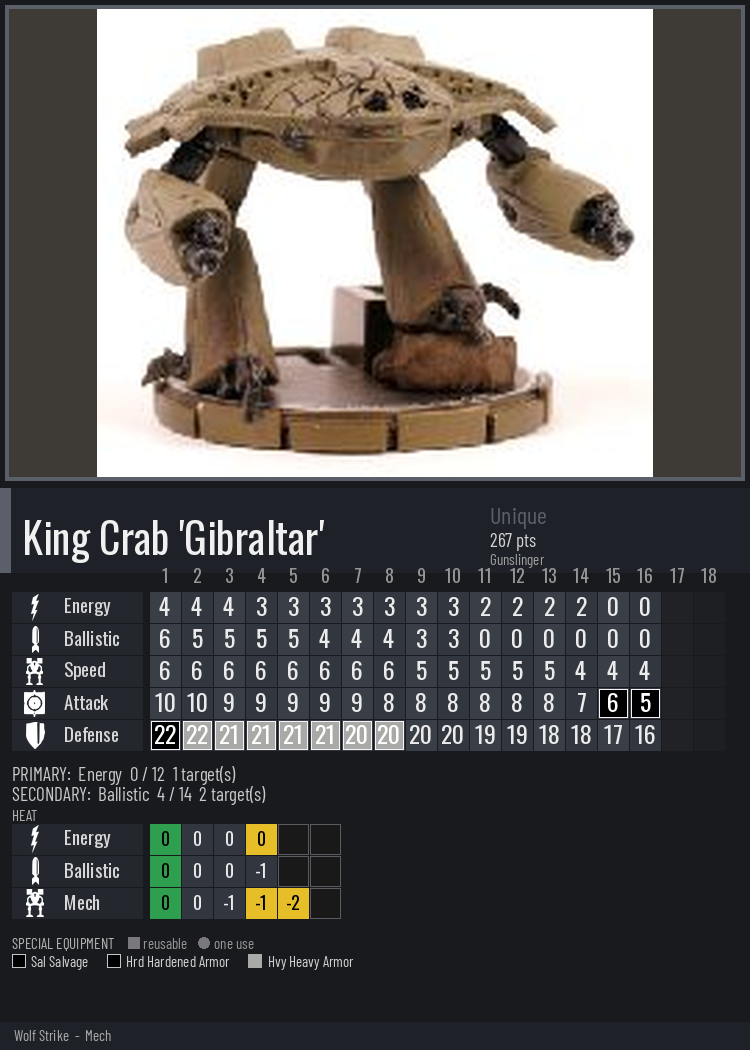 King Crab 'Gibraltar'
Unique
267 pts
Gunslinger
1 2 3 4 5 6 7 8 9 10 11 12 13 14 15 16 17 18
Energy 4 4 4 3 3 3 3 3 3 3 2 2 2 2 0 0
Ballistic 6 5 5 5 5 4 4 4 3 3 0 0 0 0 0 0
Speed 6 6 6 6 6 6 6 6 5 5 5 5 5 4 4 4
Attack 10 10 9 9 9 9 9 8 8 8 8 8 8 7 6 5
Defense 22 22 21 21 21 21 20 20 20 20 19 19 18 18 17 16
PRIMARY: Energy 0 / 12 1 target(s)
SECONDARY: Ballistic 4 / 14 2 target(s)
HEAT
Energy 0 0 0 0
Ballistic 0 0 0 -1
Mech 0 0 -1 -1 -2
SPECIAL EQUIPMENT reusable one use
Sal Salvage Hrd Hardened Armor Hvy Heavy Armor
Wolf Strike - Mech